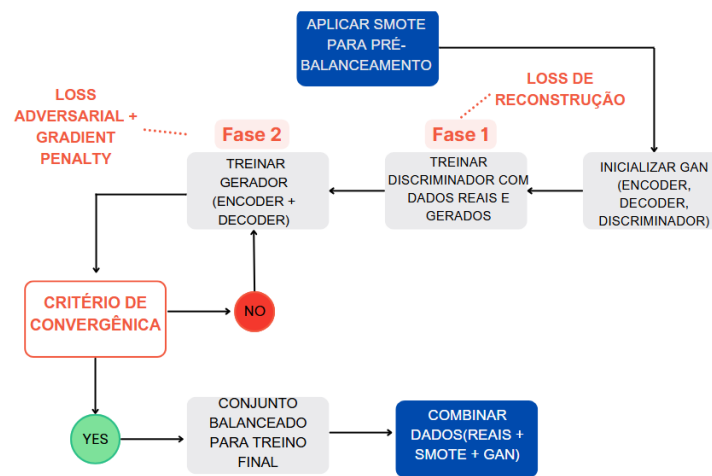 APLICAR SMOTE
PARA PRÉ-
BALANCEAMENTO
LOSS DE
RECONSTRUÇÃO
LOSS
ADVERSARIAL +
GRADIENT
PENALTY
Fase 2
Fase 1
TREINAR
GERADOR
(ENCODER +
DECODER)
TREINAR
DISCRIMINADOR COM
DADOS REAIS E
GERADOS
INICIALIZAR GAN
(ENCODER,
DECODER,
DISCRIMINADOR)
CRITÉRIO DE
CONVERGÊNICA
NO
YES
CONJUNTO
BALANCEADO
PARA TREINO
FINAL
COMBINAR
DADOS(REAIS +
SMOTE + GAN)